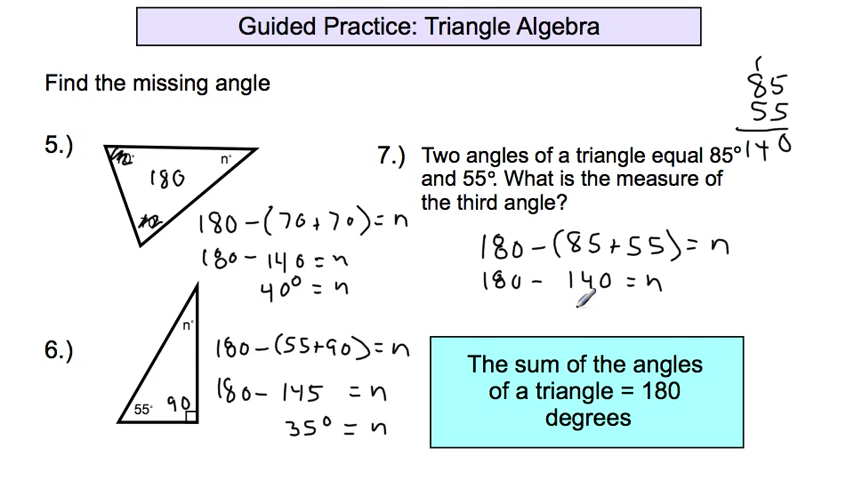 Guided Practice: Triangle Algebra
Find the missing angle
5.)
n°
180
180-(70+70)=n
180-140=n
40°=n
6.)
n°
55°
90
180-(55+90)=n
180-145 =n
35°=n
7.) Two angles of a triangle equal 85°
and 55°. What is the measure of
the third angle?
1
85
55
140
180-(85+55)=n
180- 140=n
The sum of the angles
of a triangle = 180
degrees